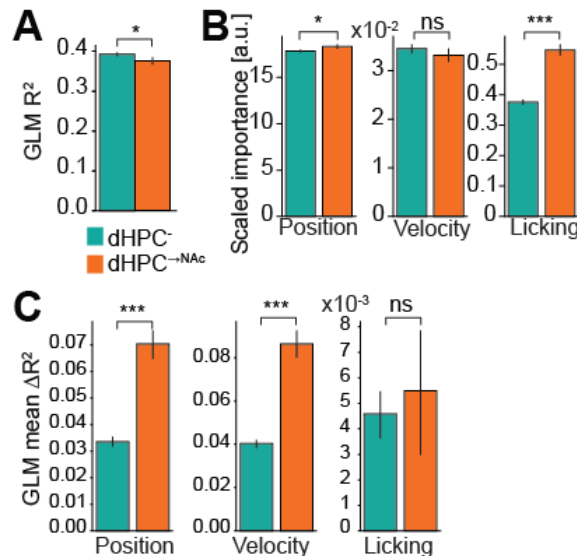 A
*
GLM R²
0.4
0.3
0.2
0.1
0.0
dHPC⁻
dHPC→NAc
B
Scaled importance [a.u.]
*
15
10
5
0
Position
x10⁻²
ns
3
2
1
0
Velocity
***
0.5
0.4
0.3
0.2
0.1
0
Licking
C
GLM mean ΔR²
***
0.07
0.06
0.05
0.04
0.03
0.02
0.01
0.00
Position
***
0.08
0.06
0.04
0.02
0.00
Velocity
x10⁻³
ns
8
7
6
5
4
3
2
1
0
Licking